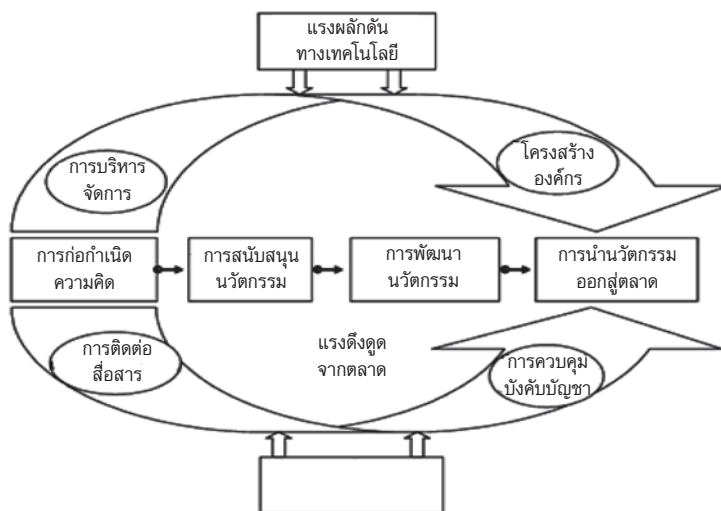 แรงผลักดัน
ทางเทคโนโลยี
การบริหาร
จัดการ
โครงสร้าง
องค์กร
การก่อกำเนิด
ความคิด
การสนับสนุน
นวัตกรรม
การพัฒนา
นวัตกรรม
การนำนวัตกรรม
ออกสู่ตลาด
การติดต่อ
สื่อสาร
แรงดึงดูด
จากตลาด
การควบคุม
บังคับบัญชา